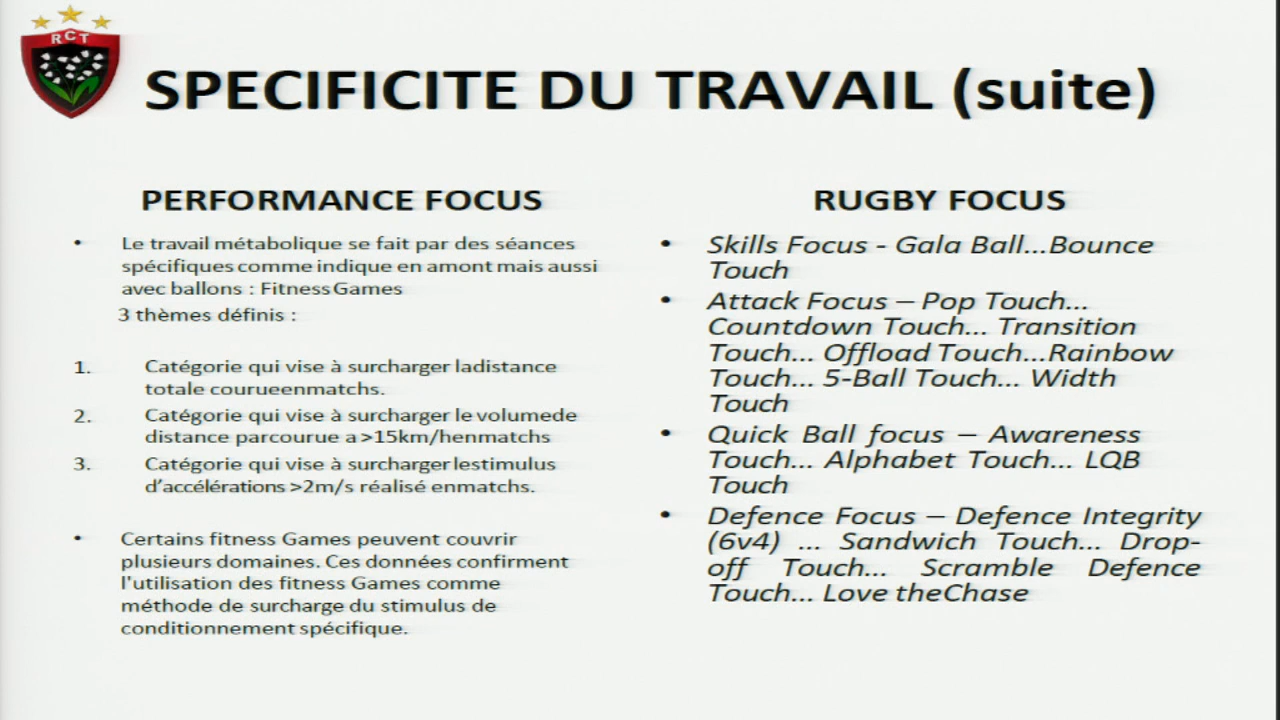 RCT
SPECIFICITE DU TRAVAIL (suite)
PERFORMANCE FOCUS
• Le travail métabolique se fait par des séances
spécifiques comme indique en amont mais aussi
avec ballons : Fitness Games
3 thèmes définis :
1. Catégorie qui vise à surcharger ladistance
totale courueenmatchs.
2. Catégorie qui vise à surcharger le volumede
distance parcourue a >15km/henmatchs
3. Catégorie qui vise à surcharger lestimulus
d’accélérations >2m/s réalisé enmatchs.
• Certains fitness Games peuvent couvrir
plusieurs domaines. Ces données confirment
l'utilisation des fitness Games comme
méthode de surcharge du stimulus de
conditionnement spécifique.
RUGBY FOCUS
• Skills Focus - Gala Ball...Bounce
Touch
• Attack Focus – Pop Touch...
Countdown Touch... Transition
Touch... Offload Touch...Rainbow
Touch... 5-Ball Touch... Width
Touch
• Quick Ball focus – Awareness
Touch... Alphabet Touch... LQB
Touch
• Defence Focus – Defence Integrity
(6v4) ... Sandwich Touch... Drop-
off Touch... Scramble Defence
Touch... Love theChase